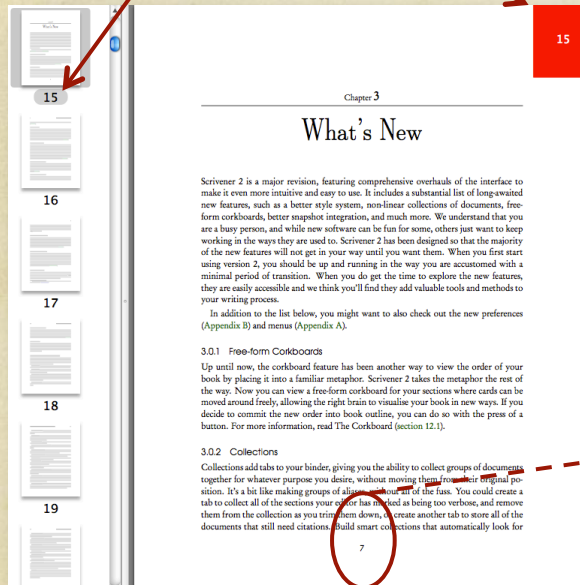 15
16
17
18
19
15
Chapter 3
What's New
Scrivener 2 is a major revision, featuring comprehensive overhauls of the interface to
make it even more intuitive and easy to use. It includes a substantial list of long-awaited
new features, such as a better style system, non-linear collections of documents, free-
form corkboards, better snapshot integration, and much more. We understand that you
are a busy person, and while new software can be fun for some, others just want to keep
working in the ways they are used to. Scrivener 2 has been designed so that the majority
of the new features will not get in your way until you want them. When you first start
using version 2, you should be up and running in the way you are accustomed with a
minimal period of transition. When you do get the time to explore the new features,
they are easily accessible and we think you'll find they add valuable tools and methods to
your writing process.
In addition to the list below, you might want to also check out the new preferences
(Appendix B) and menus (Appendix A).
3.0.1 Free-form Corkboards
Up until now, the corkboard feature has been another way to view the order of your
book by placing it into a familiar metaphor. Scrivener 2 takes the metaphor the rest of
the way. Now you can view a free-form corkboard for your sections where cards can be
moved around freely, allowing the right brain to visualise your book in new ways. If you
decide to commit the new order into book outline, you can do so with the press of a
button. For more information, read The Corkboard (section 12.1).
3.0.2 Collections
Collections add tabs to your binder, giving you the ability to collect groups of documents
together for whatever purpose you desire, without moving them from their original po-
sition. It's a bit like making groups of aliases, without all of the fuss. You could create a
tab to collect all of the sections your editor has marked as being too verbose, and remove
them from the collection as you trim them down, or create another tab to store all of the
documents that still need citations. Build smart collections that automatically look for
7